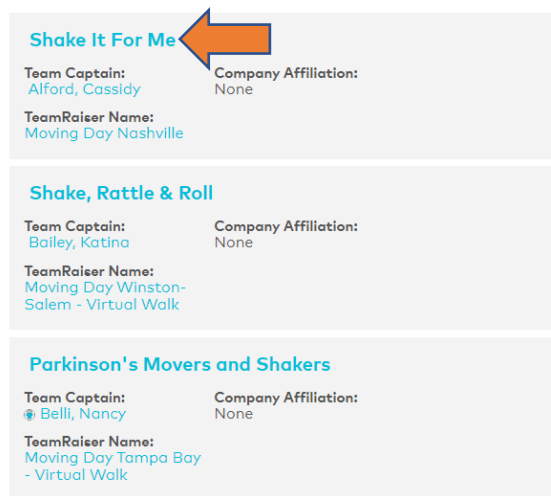 Shake It For Me
Team Captain: Company Affiliation:
Alford, Cassidy None
TeamRaiser Name:
Moving Day Nashville
Shake, Rattle & Roll
Team Captain: Company Affiliation:
Bailey, Katina None
TeamRaiser Name:
Moving Day Winston-
Salem - Virtual Walk
Parkinson's Movers and Shakers
Team Captain: Company Affiliation:
Belli, Nancy None
TeamRaiser Name:
Moving Day Tampa Bay
- Virtual Walk